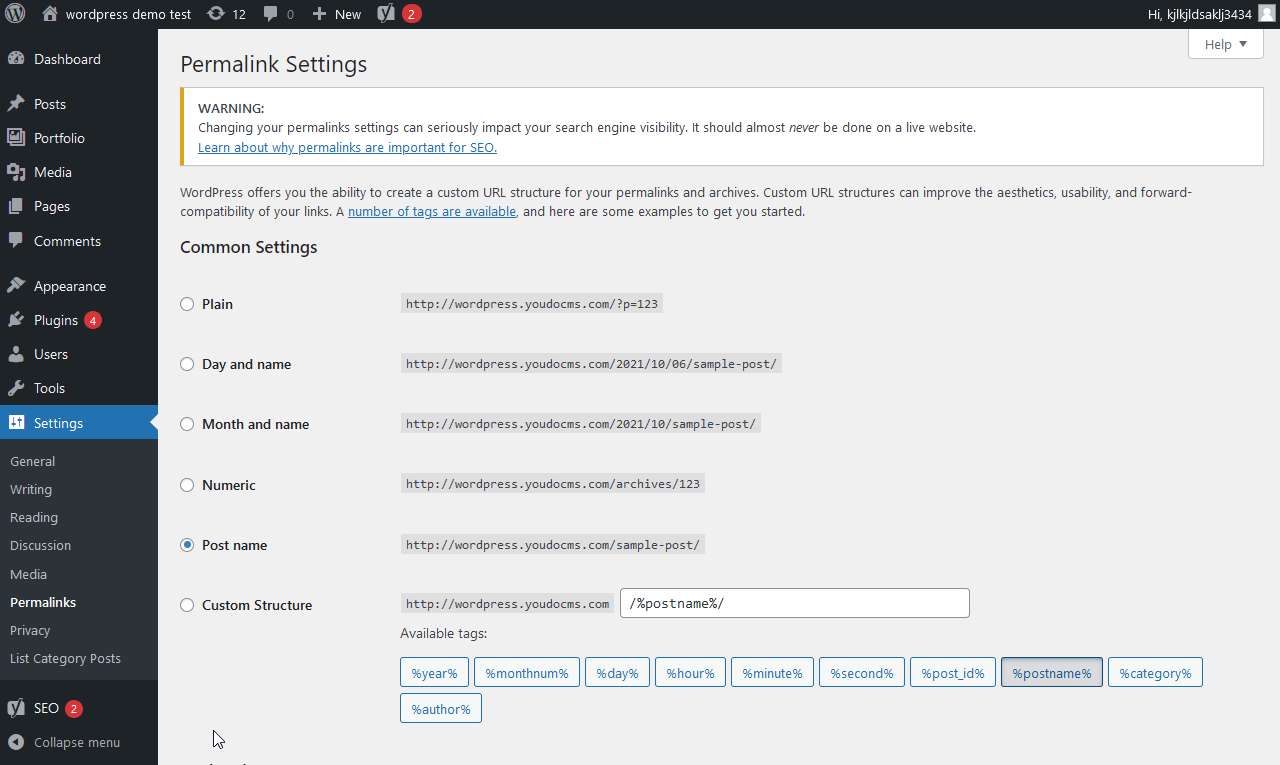 wordpress demo test 12 0 New 2 Hi, kjlkjldsaklj3434
Help
Dashboard
Posts
Portfolio
Media
Pages
Comments
Appearance
Plugins 4
Users
Tools
Settings
General
Writing
Reading
Discussion
Media
Permalinks
Privacy
List Category Posts
SEO 2
Collapse menu
Permalink Settings
WARNING:
Changing your permalinks settings can seriously impact your search engine visibility. It should almost never be done on a live website.
Learn about why permalinks are important for SEO.
WordPress offers you the ability to create a custom URL structure for your permalinks and archives. Custom URL structures can improve the aesthetics, usability, and forward-
compatibility of your links. A number of tags are available, and here are some examples to get you started.
Common Settings
Plain http://wordpress.youdocms.com/?p=123
Day and name http://wordpress.youdocms.com/2021/10/06/sample-post/
Month and name http://wordpress.youdocms.com/2021/10/sample-post/
Numeric http://wordpress.youdocms.com/archives/123
Post name http://wordpress.youdocms.com/sample-post/
Custom Structure http://wordpress.youdocms.com /%postname%/
Available tags:
%year% %monthnum% %day% %hour% %minute% %second% %post_id% %postname% %category%
%author%